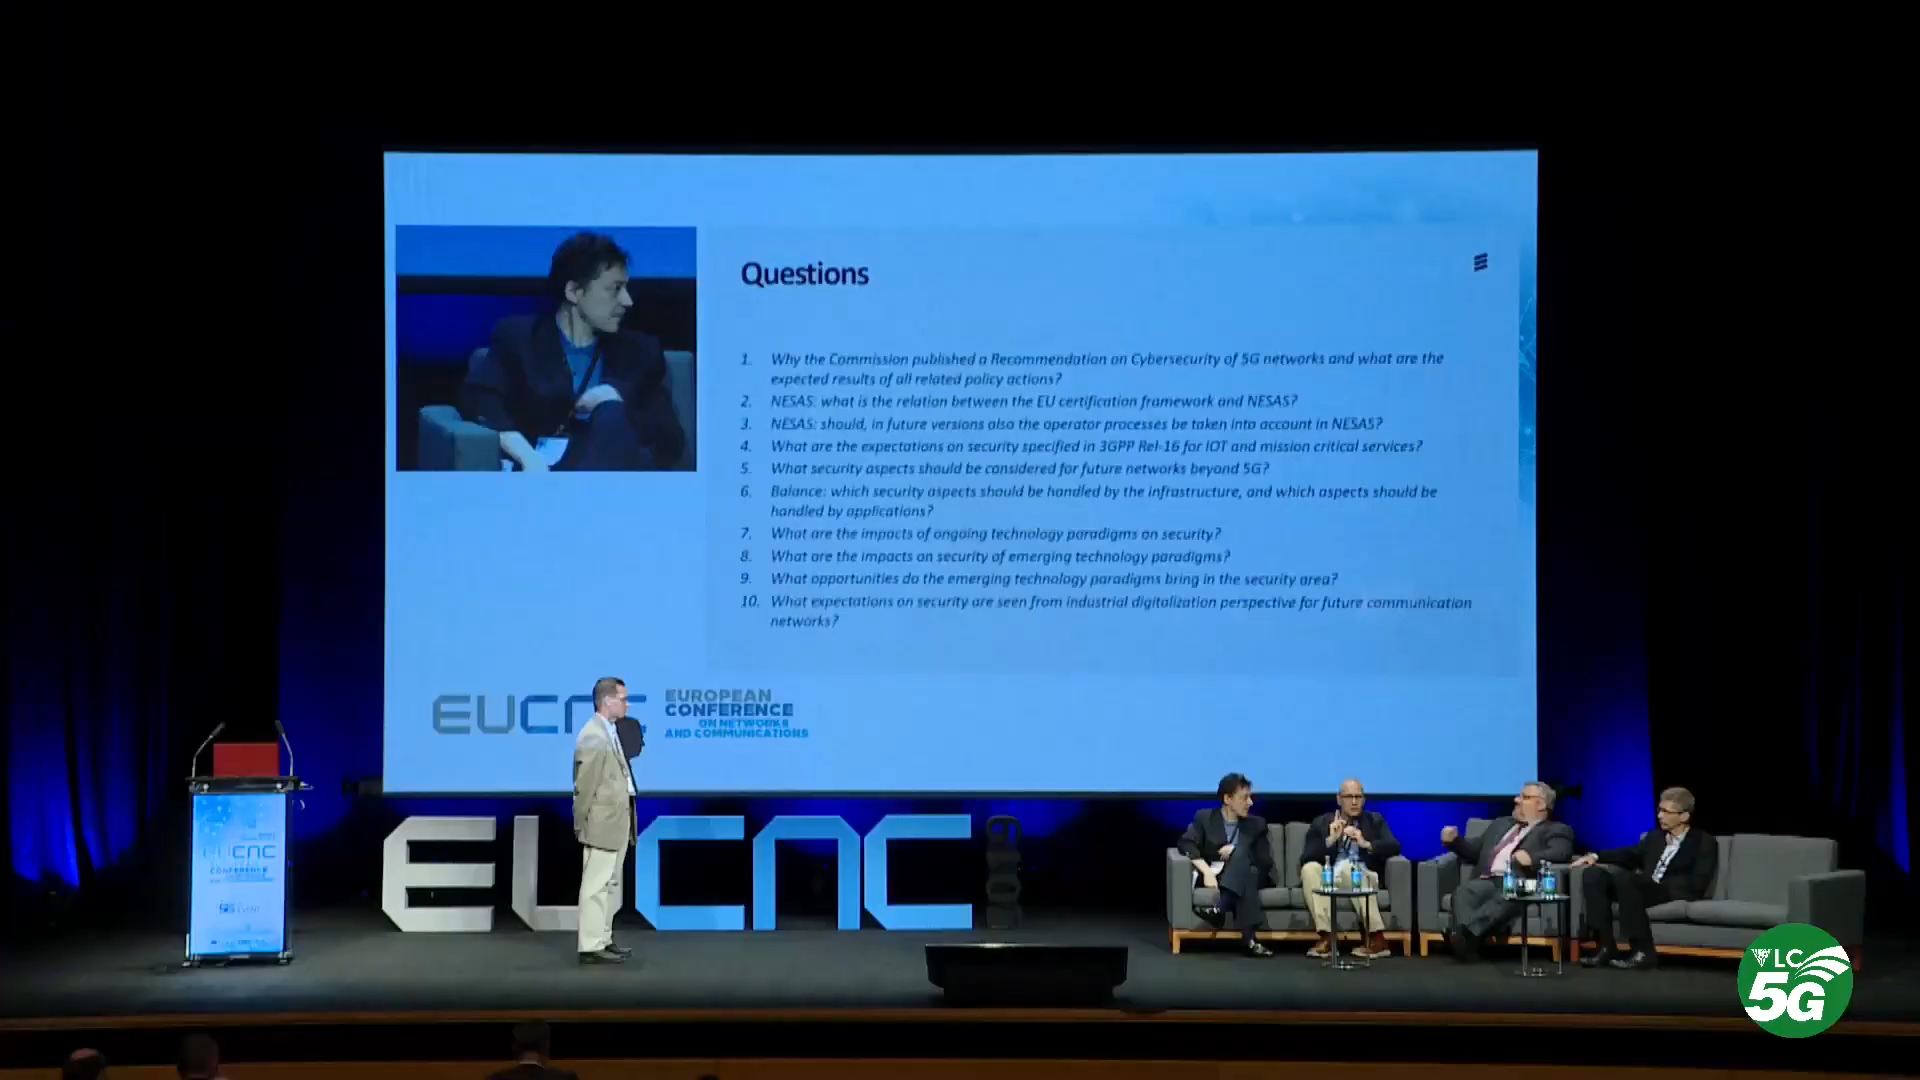 Questions
1. Why the Commission published a Recommendation on Cybersecurity of 5G networks and what are the
expected results of all related policy actions?
2. NESAS: what is the relation between the EU certification framework and NESAS?
3. NESAS: should, in future versions also the operator processes be taken into account in NESAS?
4. What are the expectations on security specified in 3GPP Rel-16 for IOT and mission critical services?
5. What security aspects should be considered for future networks beyond 5G?
6. Balance: which security aspects should be handled by the infrastructure, and which aspects should be
handled by applications?
7. What are the impacts of ongoing technology paradigms on security?
8. What are the impacts on security of emerging technology paradigms?
9. What opportunities do the emerging technology paradigms bring in the security area?
10. What expectations on security are seen from industrial digitalization perspective for future communication
networks?
EUCNC
EUROPEAN
CONFERENCE
ON NETWORKS
AND COMMUNICATIONS
EUCNC
EUCNC
CONFERENCE
VLC
5G